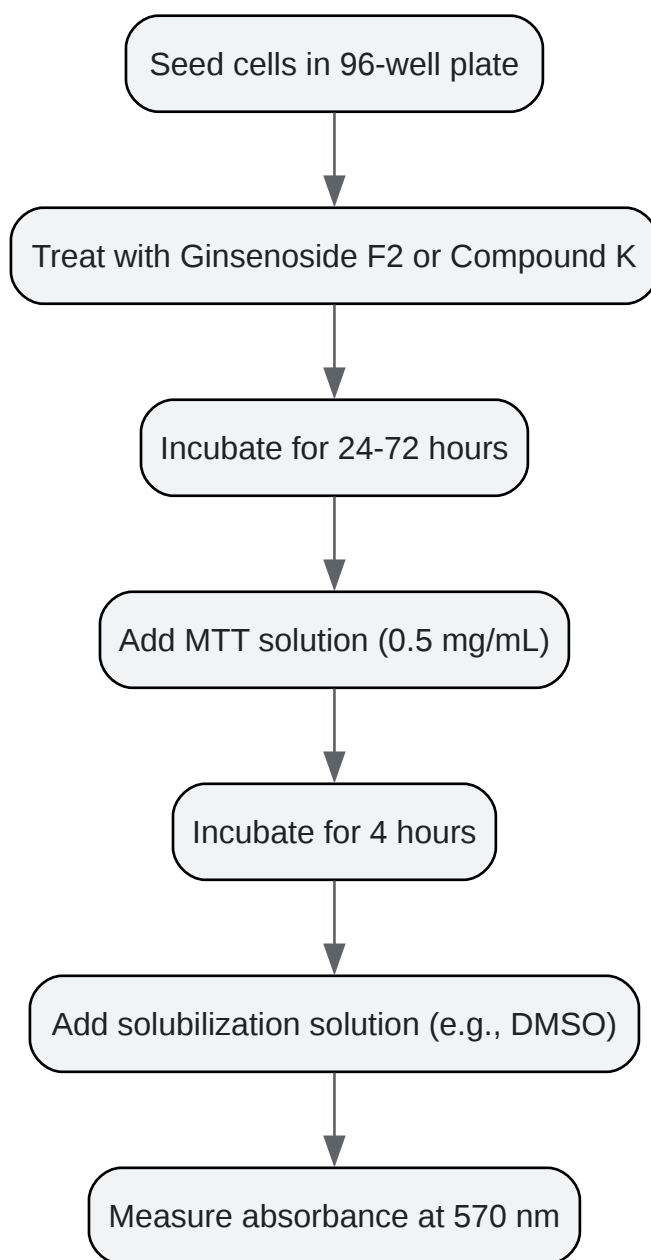 Seed cells in 96-well plate
Treat with Ginsenoside F2 or Compound K
Incubate for 24-72 hours
Add MTT solution (0.5 mg/mL)
Incubate for 4 hours
Add solubilization solution (e.g., DMSO)
Measure absorbance at 570 nm